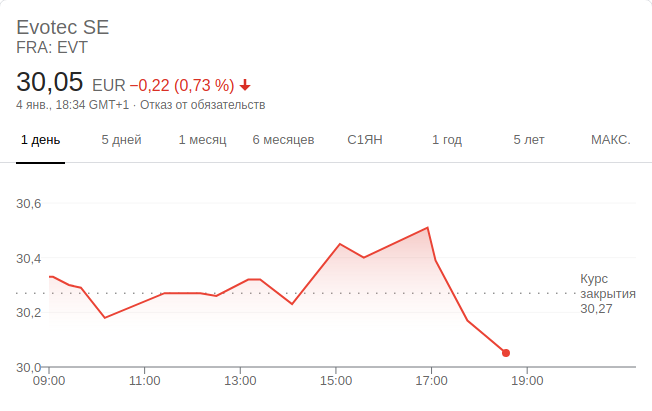 Evotec SE
FRA: EVT
30,05 EUR −0,22 (0,73 %)
4 янв., 18:34 GMT+1 · Отказ от обязательств
1 день 5 дней 1 месяц 6 месяцев С1ЯН 1 год 5 лет МАКС.
30,6
30,4
Курс
закрытия
30,27
30,2
30,0
09:00 11:00 13:00 15:00 17:00 19:00